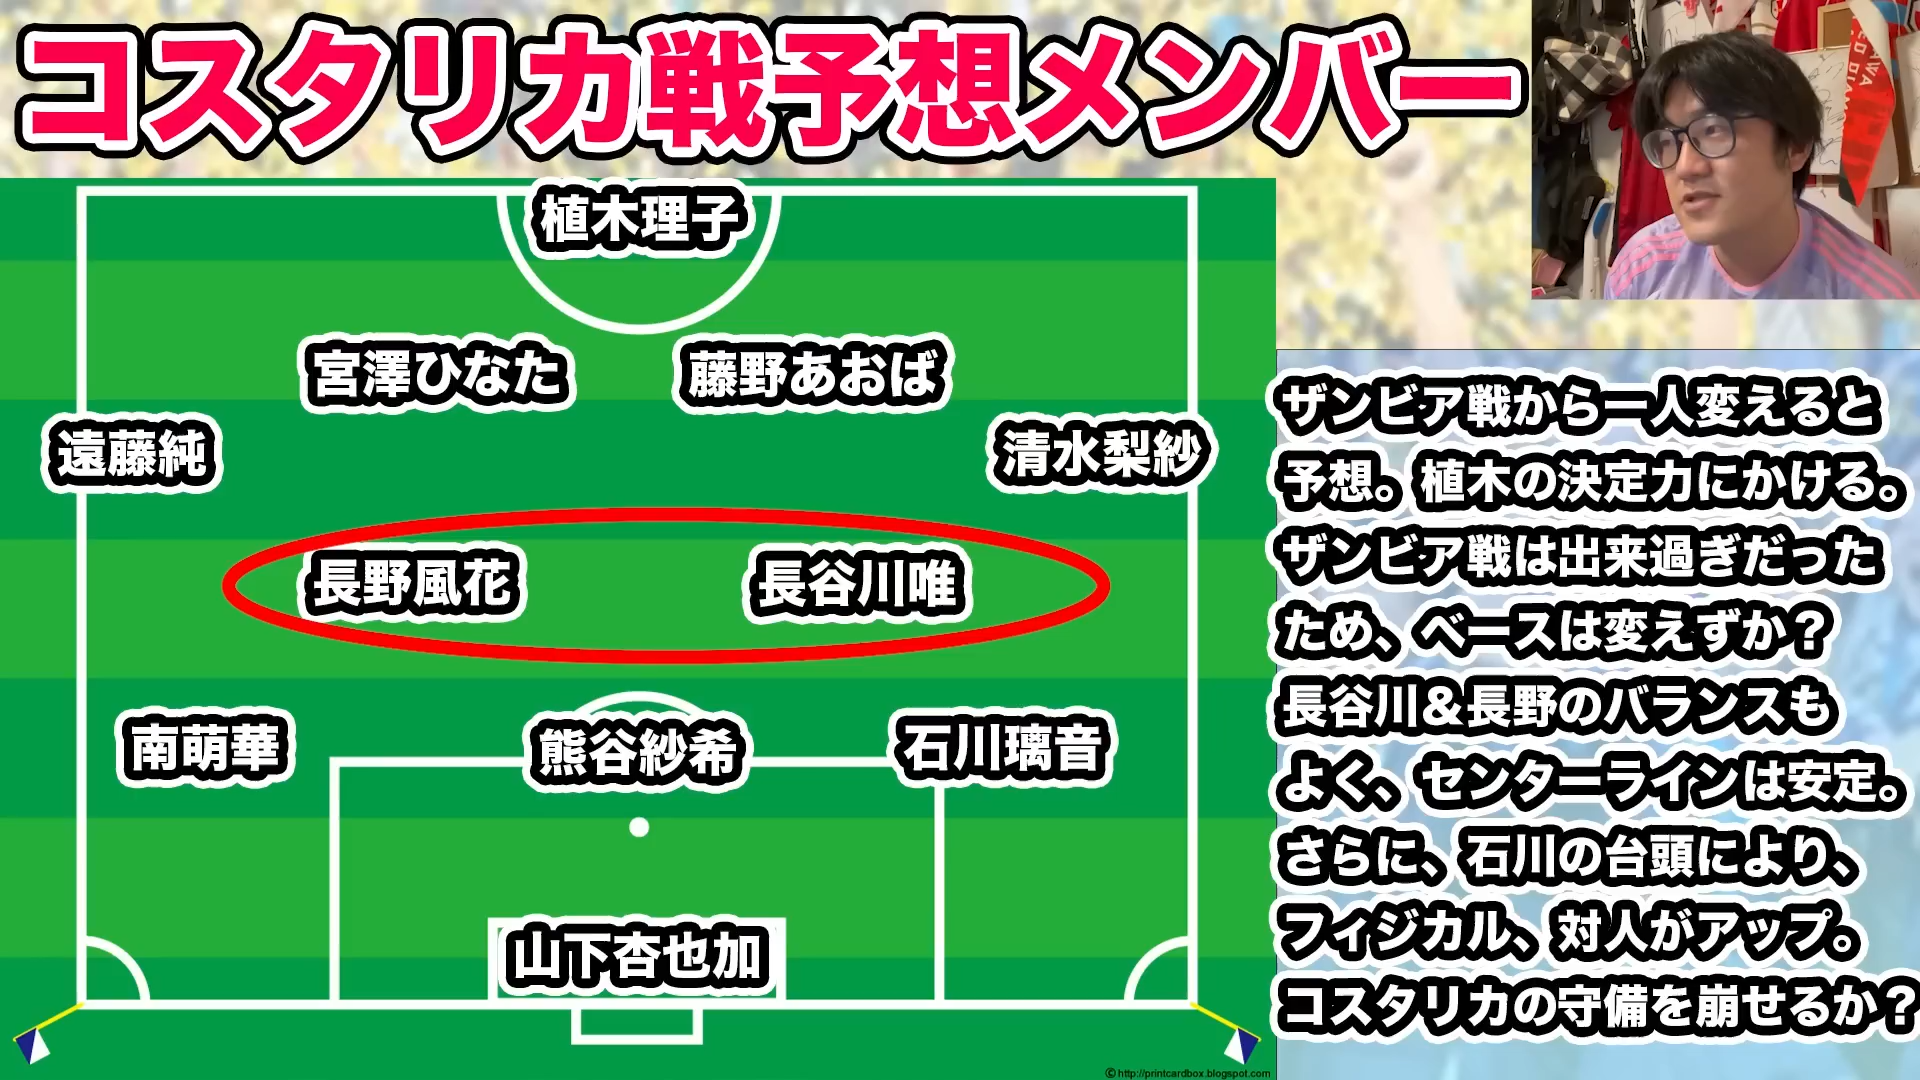 コスタリカ戦予想メンバー
植木理子
宮澤ひなた
藤野あおば
遠藤純
清水梨紗
長野風花
長谷川唯
南萌華
熊谷紗希
石川璃音
山下杏也加
ザンビア戦から一人変えると
予想。植木の決定力にかける。
ザンビア戦は出来過ぎだった
ため、ベースは変えずか？
長谷川&長野のバランスも
よく、センターラインは安定。
さらに、石川の台頭により、
フィジカル、対人がアップ。
コスタリカの守備を崩せるか？
©http://printcardbox.blogspot.com